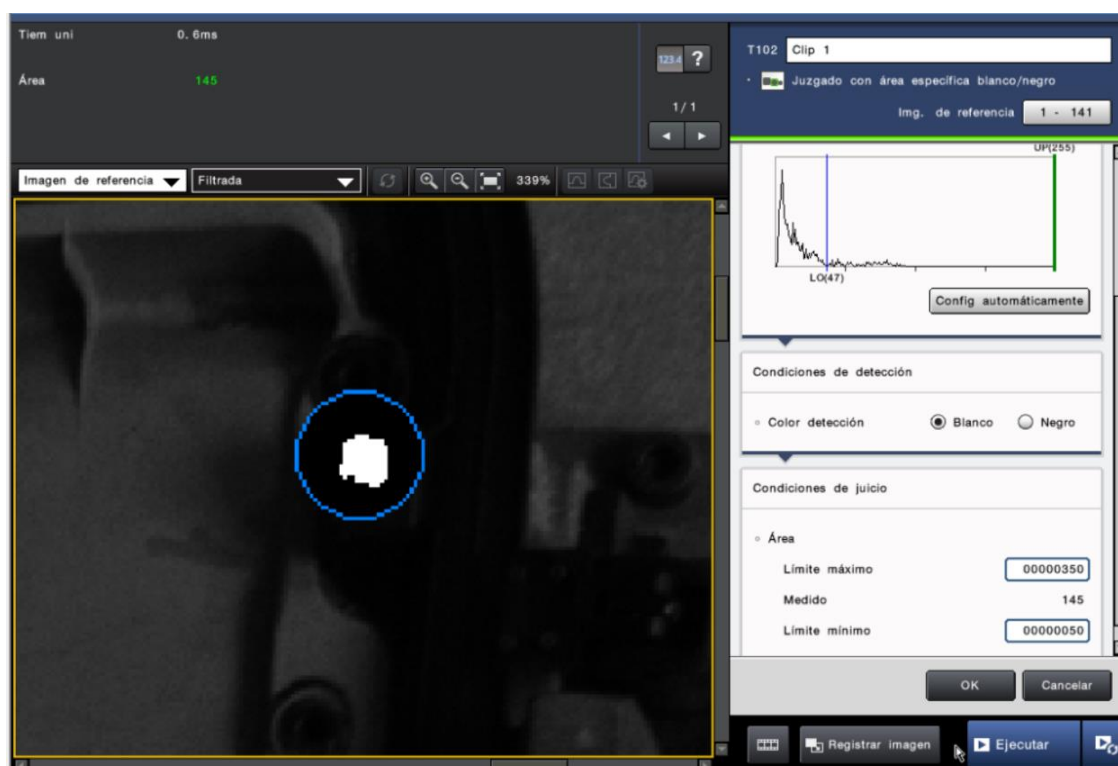 Tiem uni 0.6ms
Área 145
123.4 ?
1/1
T102 Clip 1
Juzgado con área específica blanco/negro
Img. de referencia 1 - 141
Imagen de referencia Filtrada 339%
UP(255)
LO(47)
Config automáticamente
Condiciones de detección
Color detección Blanco Negro
Condiciones de juicio
Área
Límite máximo 00000350
Medido 145
Límite mínimo 00000050
OK Cancelar
Registrar imagen Ejecutar